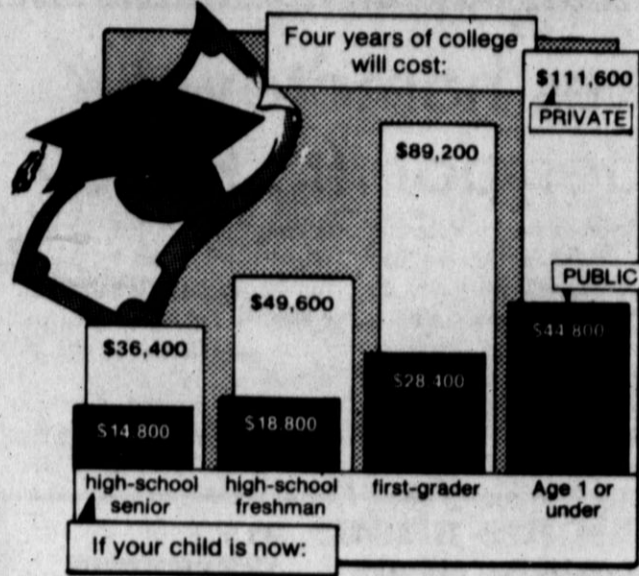 Four years of college
will cost:
$111,600
PRIVATE
$89,200
PUBLIC
$49,600
$44.800
$36,400
$28.400
$18.800
$14.800
high-school
senior
high-school
freshman
first-grader
Age 1 or
under
If your child is now: